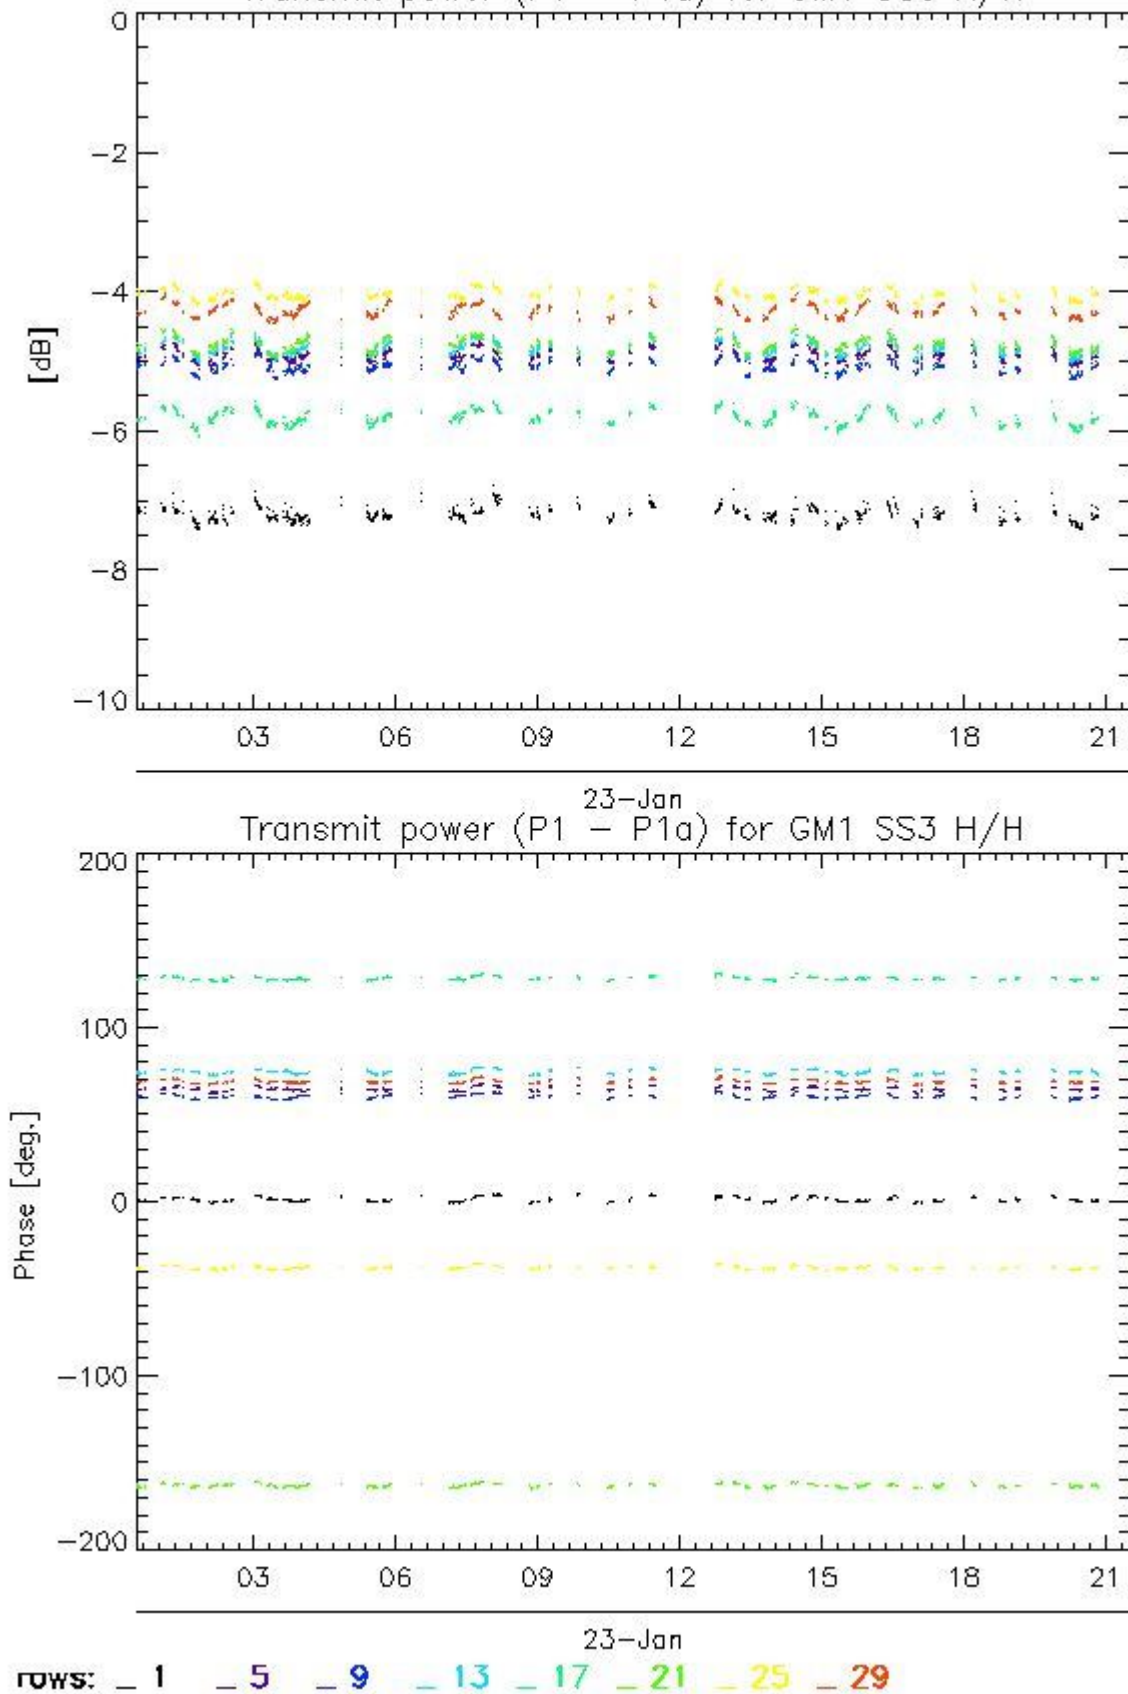 0
-2
-4
[dB]
-6
-8
-10
03 06 09 12 15 18 21
23-Jan
Transmit power (P1 - P1a) for GM1 SS3 H/H
200
100
Phase [deg.]
0
-100
-200
03 06 09 12 15 18 21
23-Jan
rows: _ 1 _ 5 _ 9 _ 13 _ 17 _ 21 _ 25 _ 29